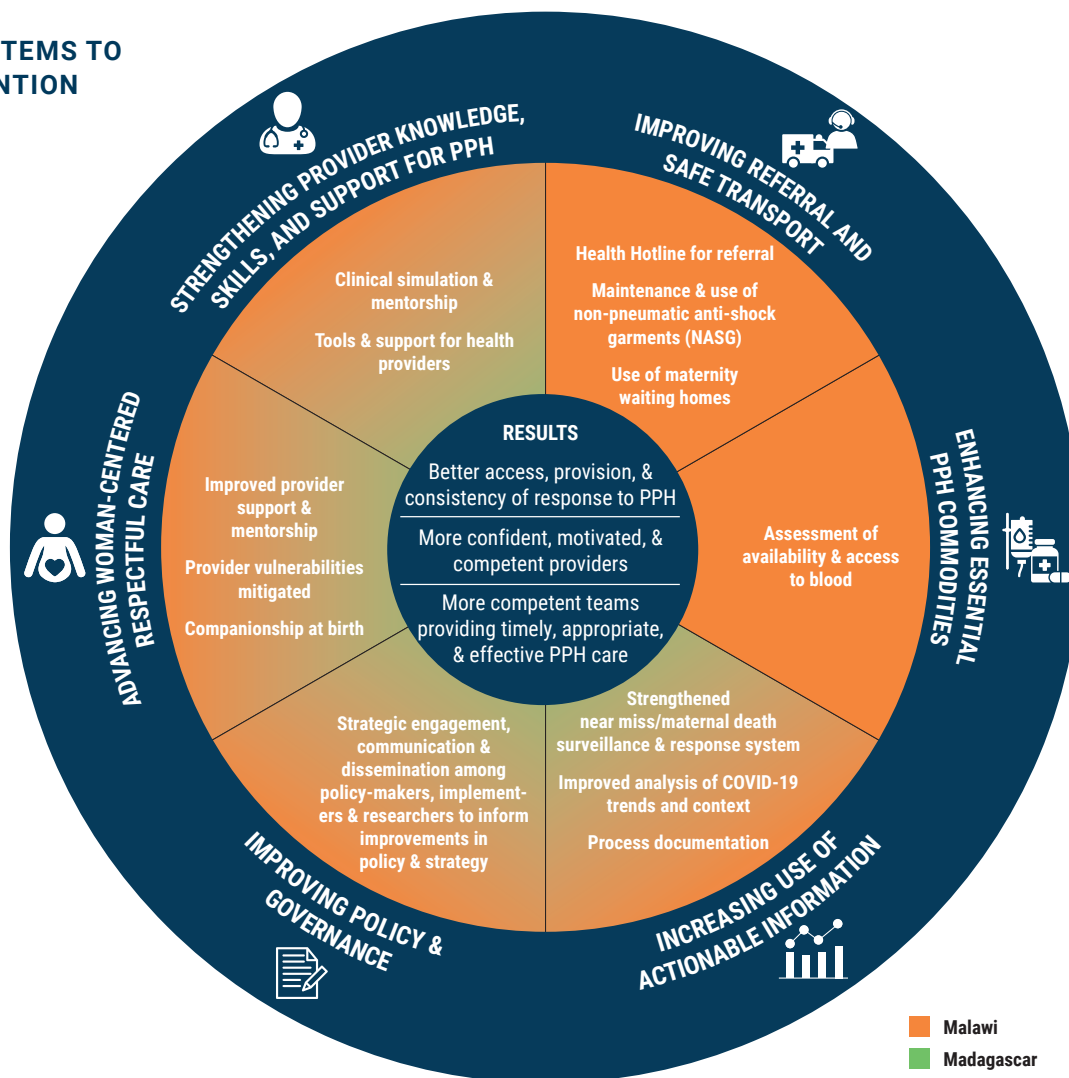 TEMS TO
NTION
STRENGTHENING PROVIDER KNOWLEDGE,
SKILLS, AND SUPPORT FOR PPH
Clinical simulation &
mentorship
Tools & support for health
providers
IMPROVING REFERRAL AND
SAFE TRANSPORT
Health Hotline for referral
Maintenance & use of
non-pneumatic anti-shock
garments (NASG)
Use of maternity
waiting homes
ENHANCING ESSENTIAL
PPH COMMODITIES
Assessment of
availability & access
to blood
INCREASING USE OF
ACTIONABLE INFORMATION
Strengthened
near miss/maternal death
surveillance & response system
Improved analysis of COVID-19
trends and context
Process documentation
IMPROVING POLICY &
GOVERNANCE
Strategic engagement,
communication &
dissemination among
policy-makers, implement-
ers & researchers to inform
improvements in
policy & strategy
ADVANCING WOMAN-CENTERED
RESPECTFUL CARE
Improved provider
support &
mentorship
Provider vulnerabilities
mitigated
Companionship at birth
RESULTS
Better access, provision, &
consistency of response to PPH
More confident, motivated, &
competent providers
More competent teams
providing timely, appropriate,
& effective PPH care
Malawi
Madagascar